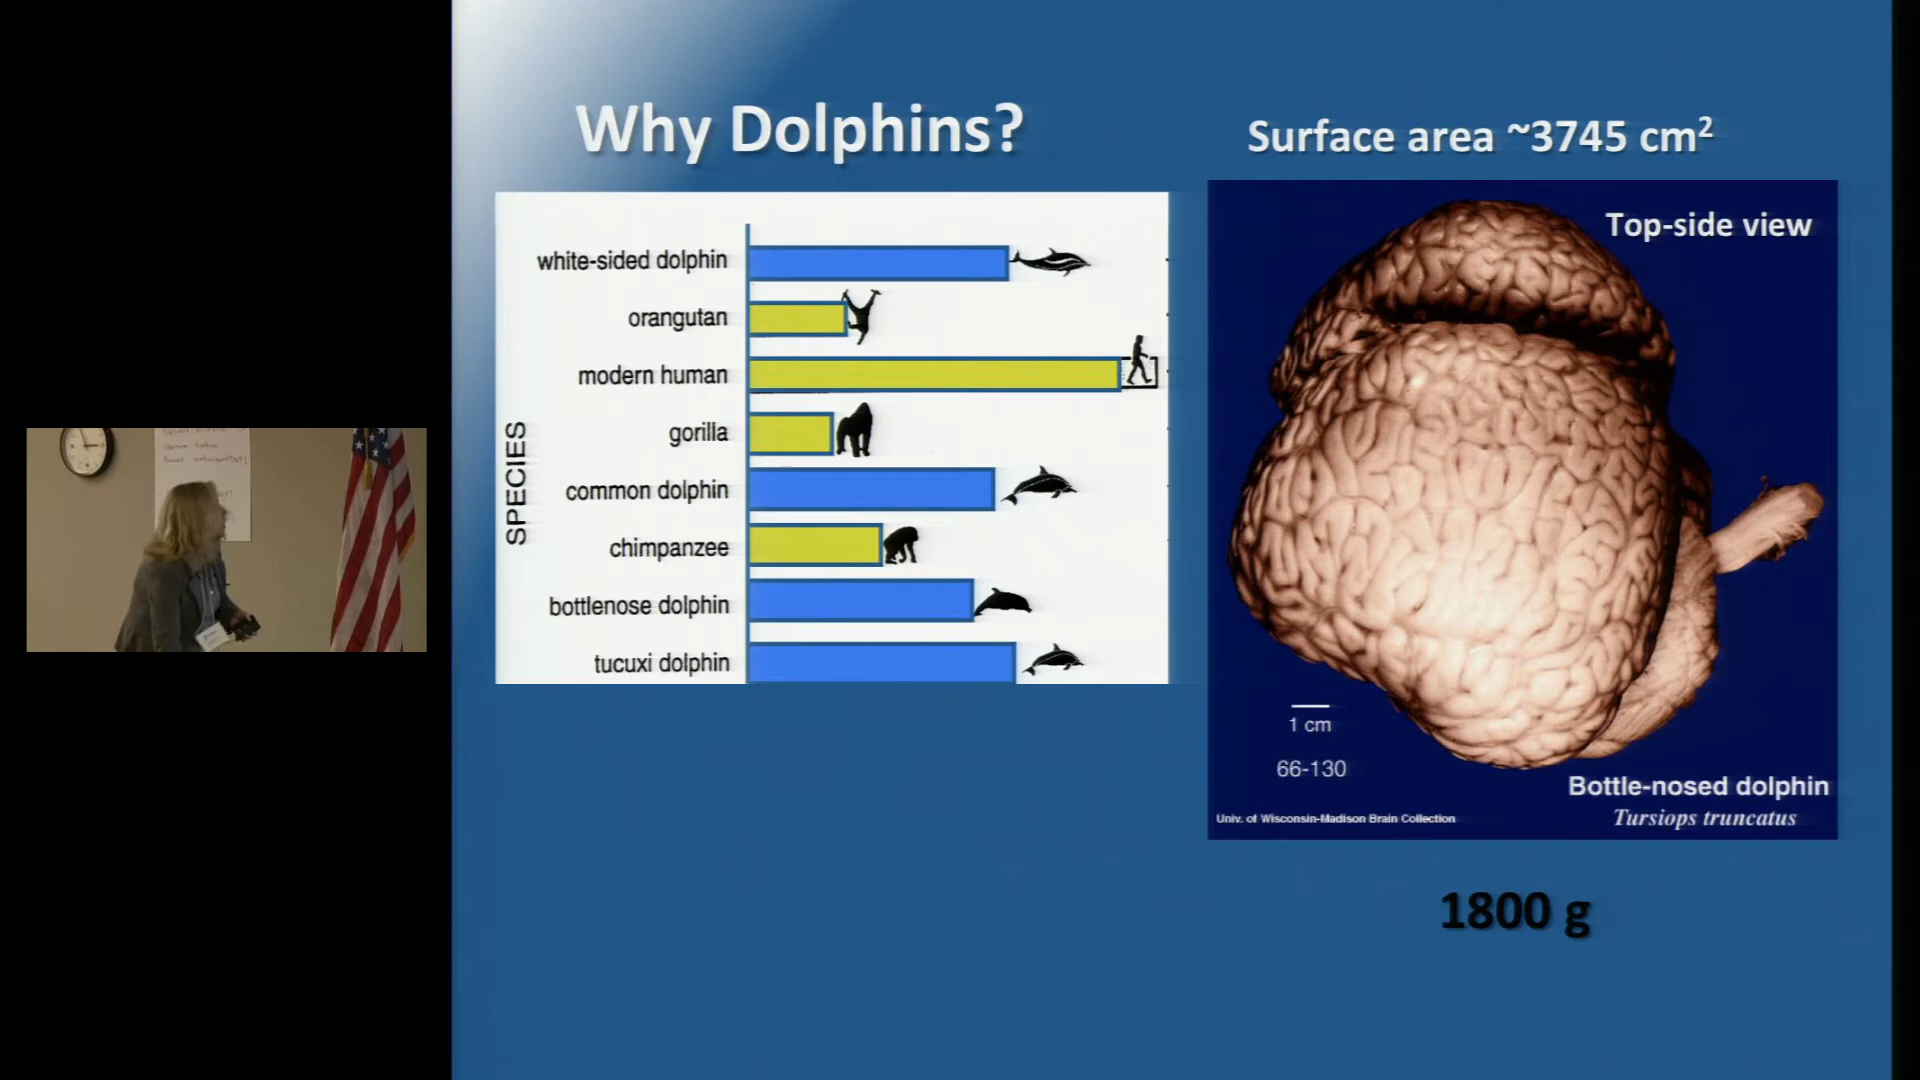 Why Dolphins?
Surface area ~3745 cm²
SPECIES
white-sided dolphin
orangutan
modern human
gorilla
common dolphin
chimpanzee
bottlenose dolphin
tucuxi dolphin
Top-side view
1 cm
66-130
Bottle-nosed dolphin
Tursiops truncatus
Univ. of Wisconsin-Madison Brain Collection
1800 g